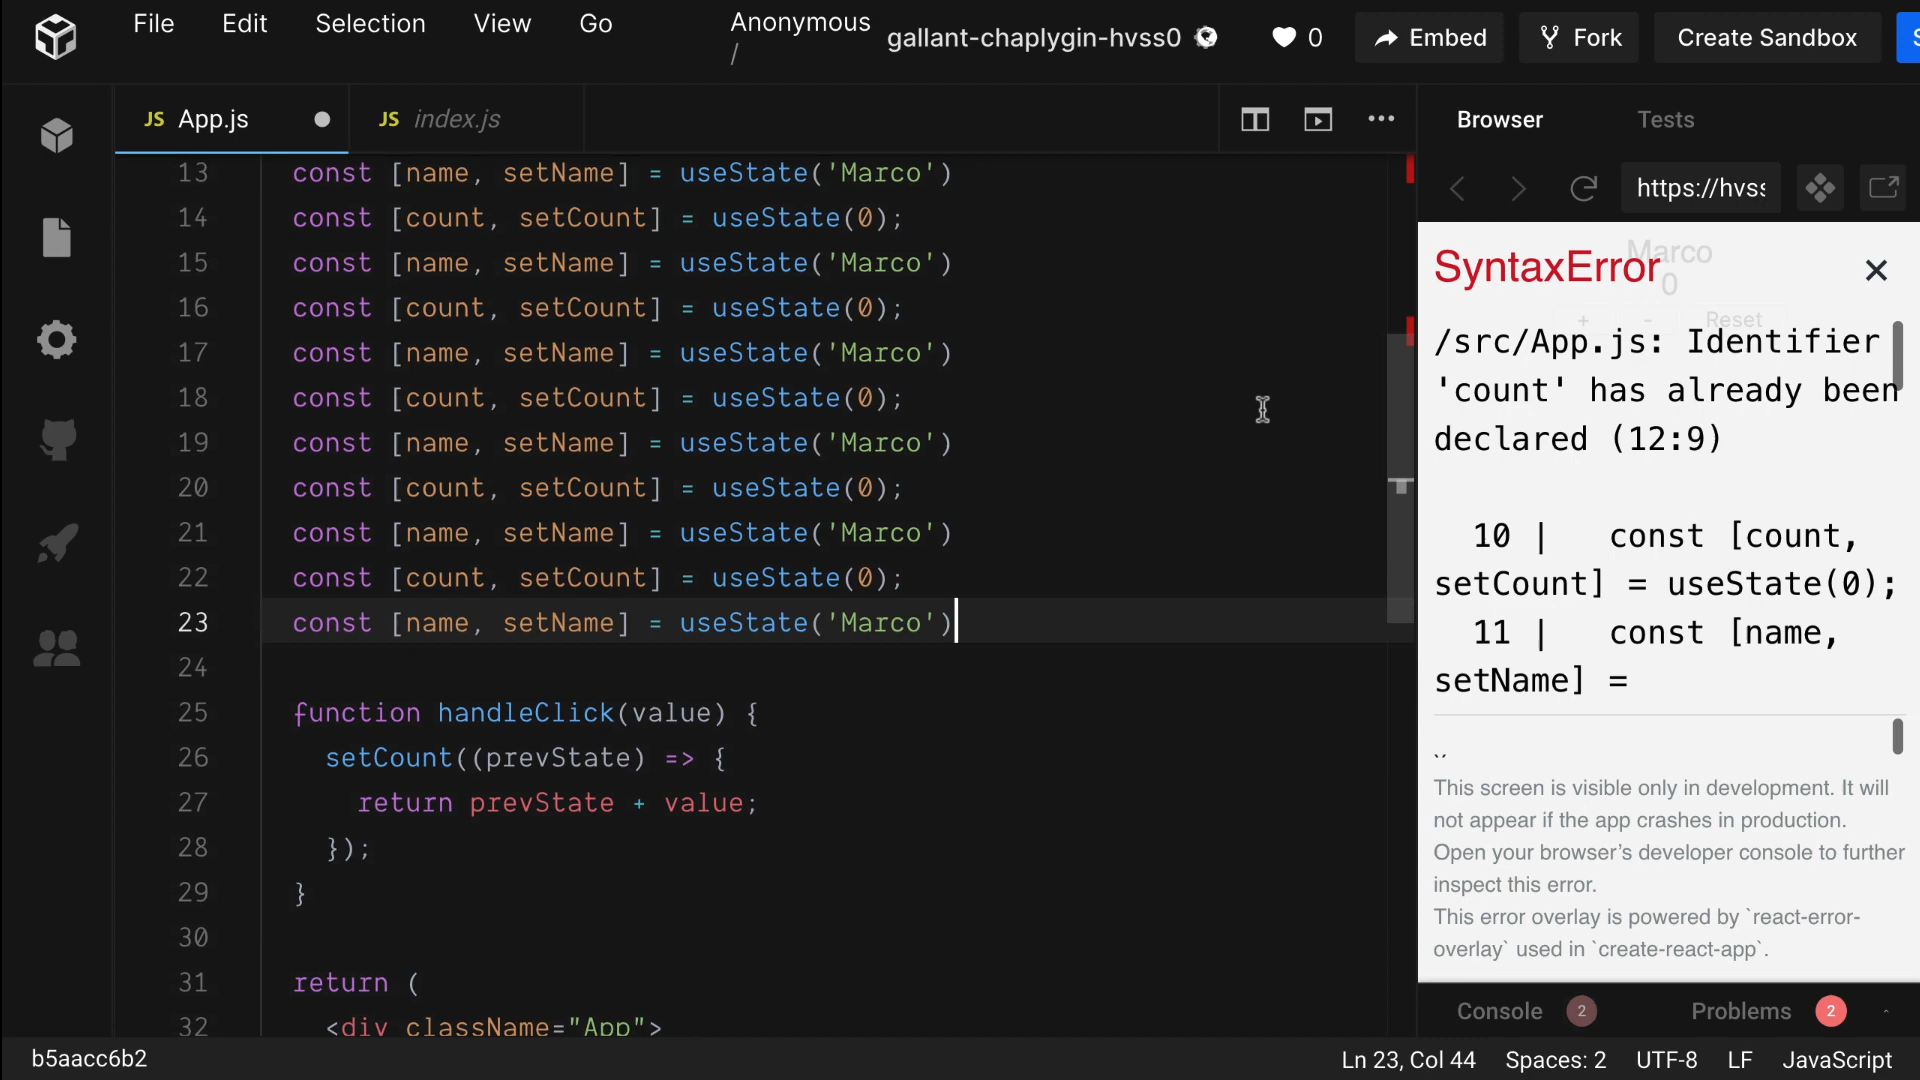 File Edit Selection View Go
Anonymous
/
gallant-chaplygin-hvss0
0
Embed
Fork
Create Sandbox
JS App.js
JS index.js
Browser
Tests
13 const [name, setName] = useState('Marco')
14 const [count, setCount] = useState(0);
15 const [name, setName] = useState('Marco')
16 const [count, setCount] = useState(0);
17 const [name, setName] = useState('Marco')
18 const [count, setCount] = useState(0);
19 const [name, setName] = useState('Marco')
20 const [count, setCount] = useState(0);
21 const [name, setName] = useState('Marco')
22 const [count, setCount] = useState(0);
23 const [name, setName] = useState('Marco')
24
25 function handleClick(value) {
26 setCount((prevState) => {
27 return prevState + value;
28 });
29 }
30
31 return (
32 <div className="App">
https://hvss
Marco
0
+ - Reset
SyntaxError
/src/App.js: Identifier
'count' has already been
declared (12:9)
10 | const [count,
setCount] = useState(0);
11 | const [name,
setName] =
This screen is visible only in development. It will
not appear if the app crashes in production.
Open your browser’s developer console to further
inspect this error.
This error overlay is powered by `react-error-
overlay` used in `create-react-app`.
Console 2
Problems 2
b5aacc6b2
Ln 23, Col 44
Spaces: 2
UTF-8
LF
JavaScript